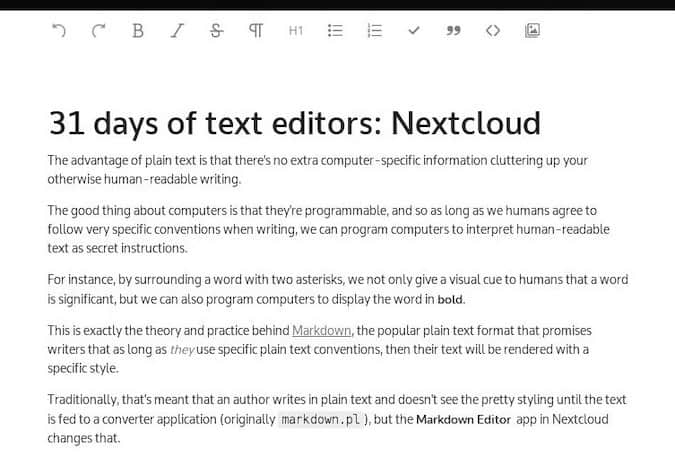 B I S ¶ H1 ✓ ❞ <>
31 days of text editors: Nextcloud
The advantage of plain text is that there's no extra computer-specific information cluttering up your
otherwise human-readable writing.
The good thing about computers is that they're programmable, and so as long as we humans agree to
follow very specific conventions when writing, we can program computers to interpret human-readable
text as secret instructions.
For instance, by surrounding a word with two asterisks, we not only give a visual cue to humans that a word
is significant, but we can also program computers to display the word in bold.
This is exactly the theory and practice behind Markdown, the popular plain text format that promises
writers that as long as they use specific plain text conventions, then their text will be rendered with a
specific style.
Traditionally, that's meant that an author writes in plain text and doesn't see the pretty styling until the text
is fed to a converter application (originally markdown.pl ), but the Markdown Editor app in Nextcloud
changes that.